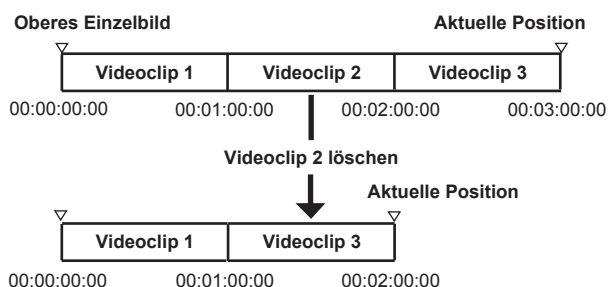 Oberes Einzelbild Aktuelle Position
Videoclip 1 Videoclip 2 Videoclip 3
00:00:00:00 00:01:00:00 00:02:00:00 00:03:00:00
Videoclip 2 löschen
Aktuelle Position
Videoclip 1 Videoclip 3
00:00:00:00 00:01:00:00 00:02:00:00